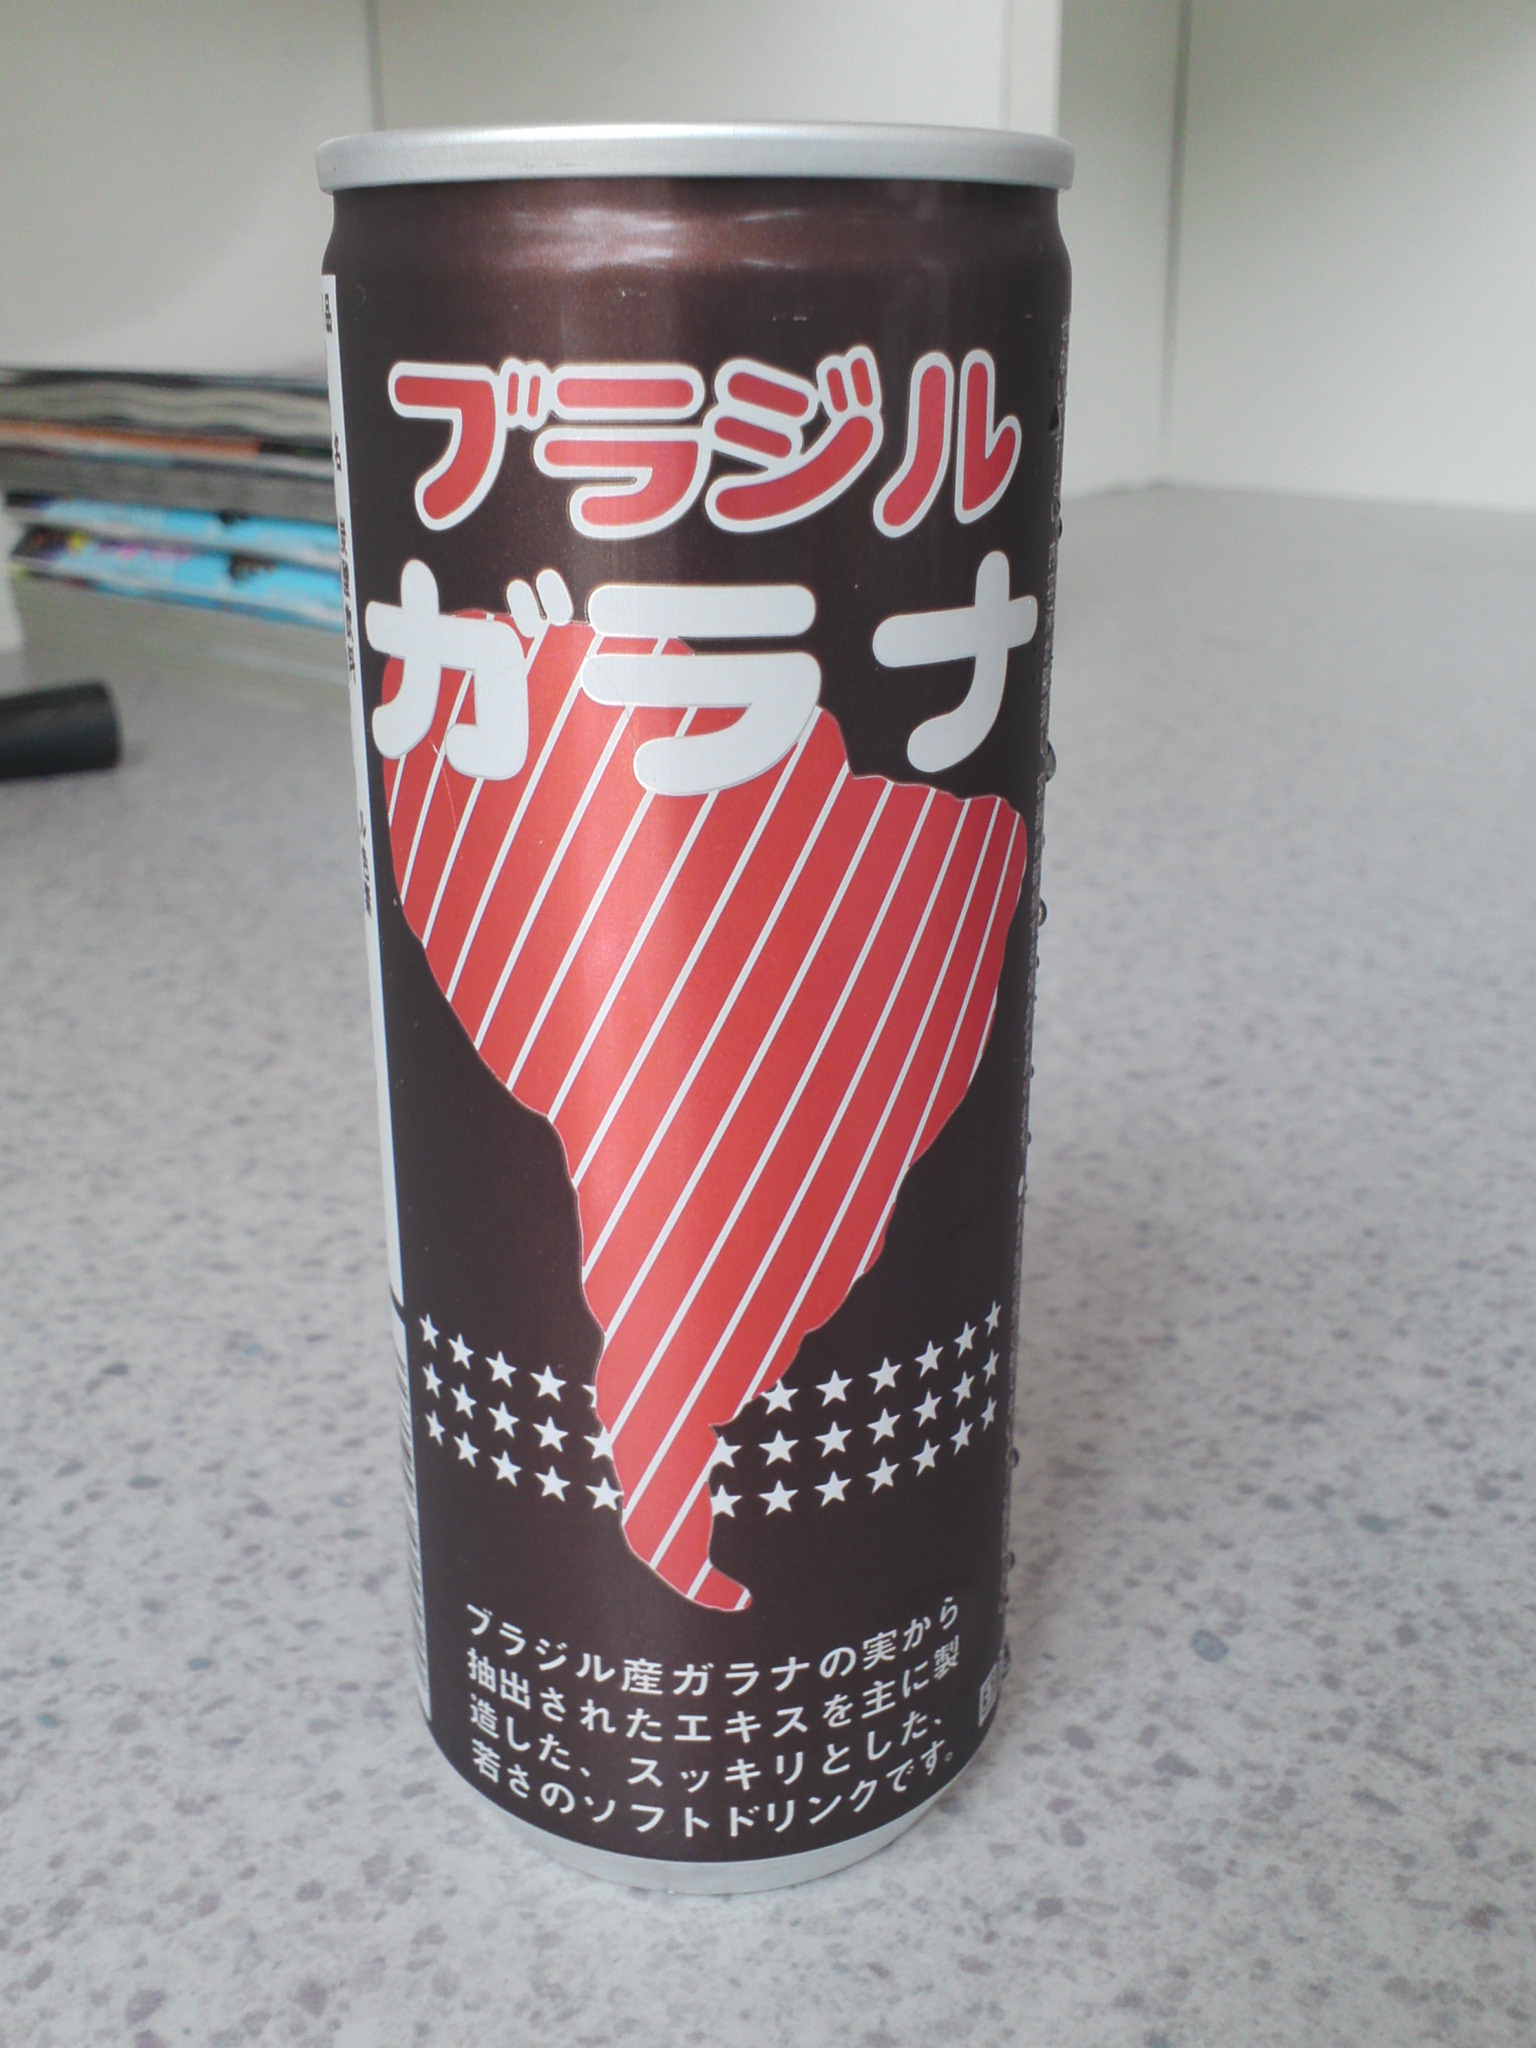 ブラジル
ガラナ
ブラジル産ガラナの実から
抽出されたエキスを主に製
造した、スッキリとした、
若さのソフトドリンクです。